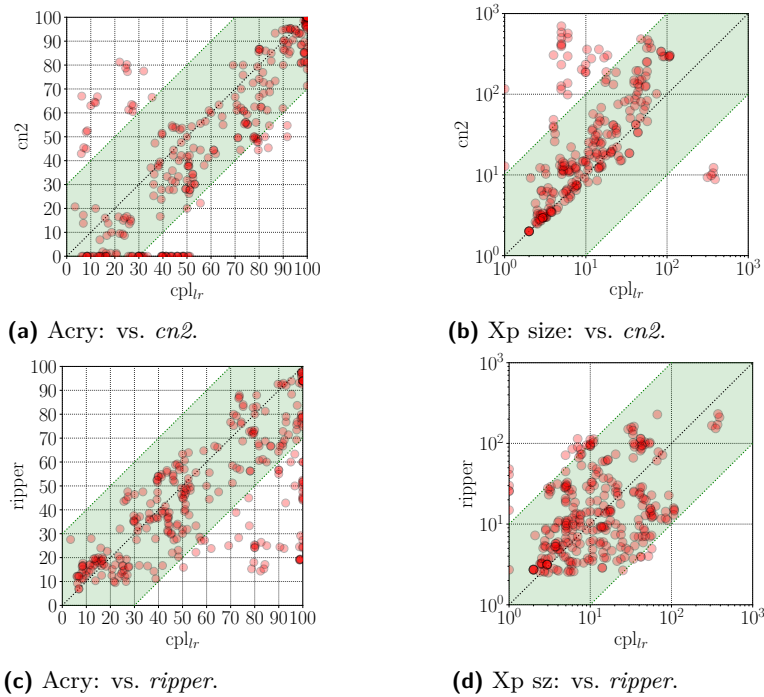 100
90
80
70
60
50
40
30
20
10
0
cn2
0 10 20 30 40 50 60 70 80 90 100
cpl_lr
(a) Acry: vs. cn2.
10^3
10^2
10^1
10^0
cn2
10^0 10^1 10^2 10^3
cpl_lr
(b) Xp size: vs. cn2.
100
90
80
70
60
50
40
30
20
10
0
ripper
0 10 20 30 40 50 60 70 80 90 100
cpl_lr
(c) Acry: vs. ripper.
10^3
10^2
10^1
10^0
ripper
10^0 10^1 10^2 10^3
cpl_lr
(d) Xp sz: vs. ripper.